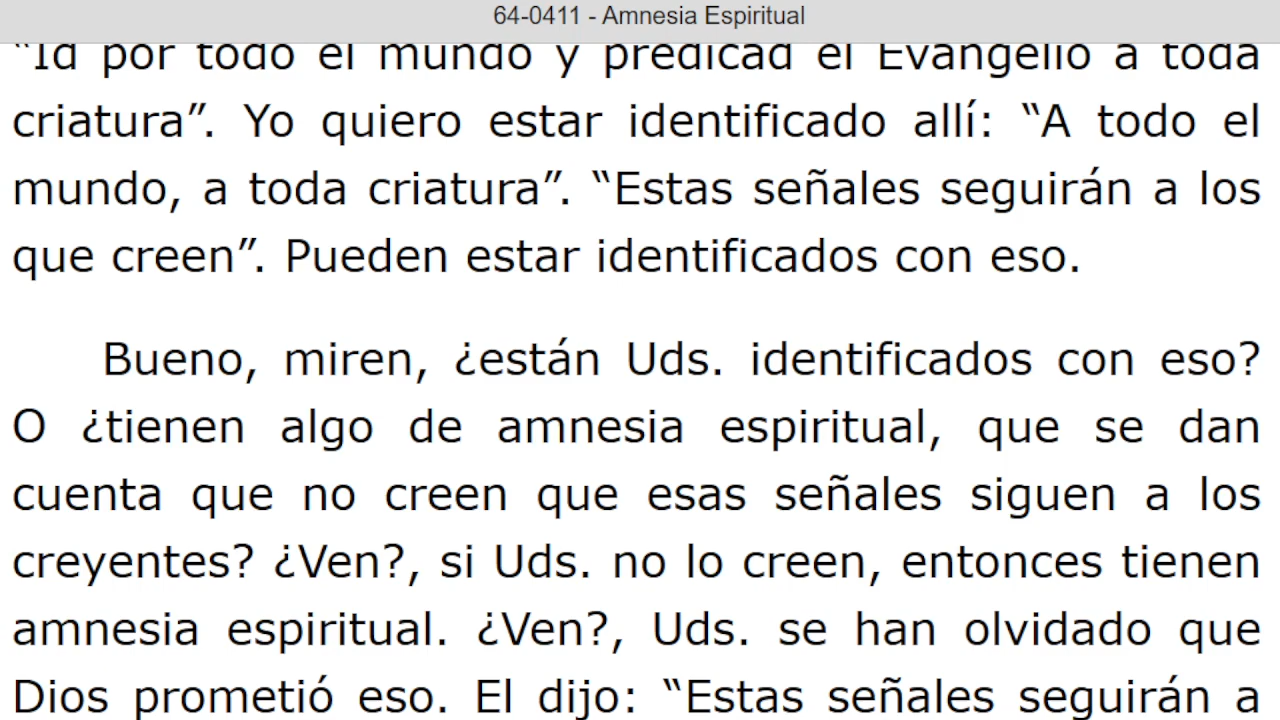 64-0411 - Amnesia Espiritual
“Id por todo el mundo y predicad el Evangelio a toda
criatura”. Yo quiero estar identificado allí: “A todo el
mundo, a toda criatura”. “Estas señales seguirán a los
que creen”. Pueden estar identificados con eso.
Bueno, miren, ¿están Uds. identificados con eso?
O ¿tienen algo de amnesia espiritual, que se dan
cuenta que no creen que esas señales siguen a los
creyentes? ¿Ven?, si Uds. no lo creen, entonces tienen
amnesia espiritual. ¿Ven?, Uds. se han olvidado que
Dios prometió eso. El dijo: “Estas señales seguirán a